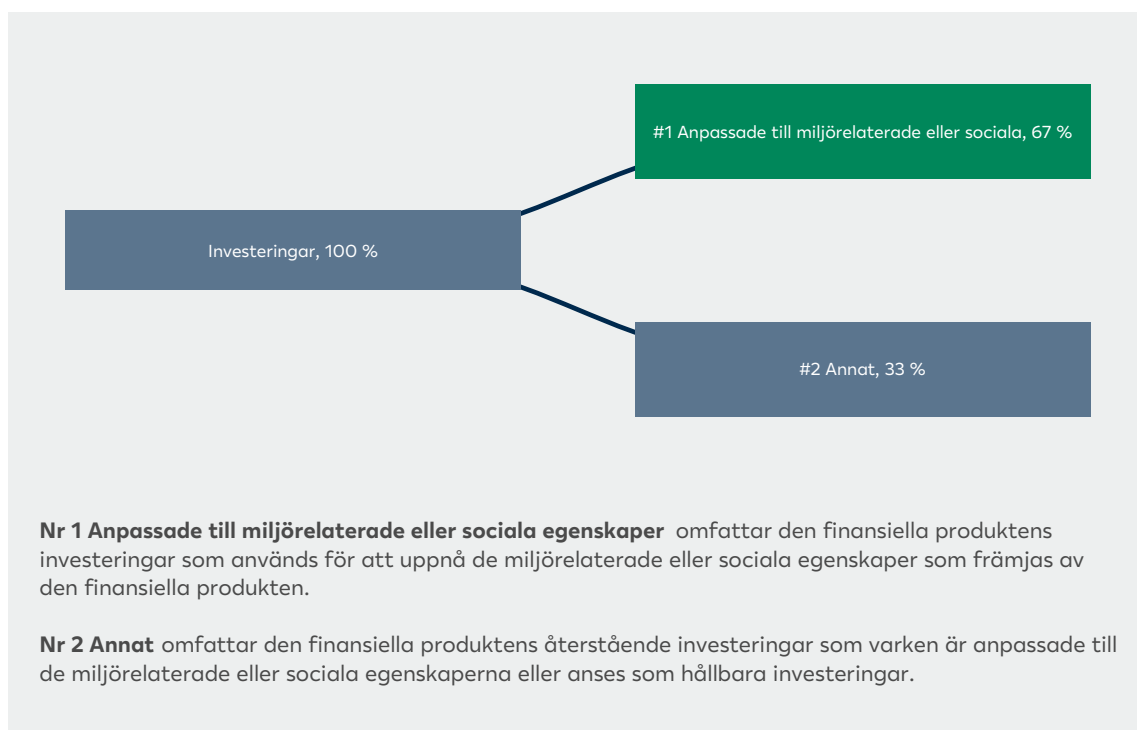 #1 Anpassade till miljörelaterade eller sociala, 67 %
Investeringar, 100 %
#2 Annat, 33 %
Nr 1 Anpassade till miljörelaterade eller sociala egenskaper omfattar den finansiella produktens
investeringar som används för att uppnå de miljörelaterade eller sociala egenskaper som främjas av
den finansiella produkten.
Nr 2 Annat omfattar den finansiella produktens återstående investeringar som varken är anpassade till
de miljörelaterade eller sociala egenskaperna eller anses som hållbara investeringar.